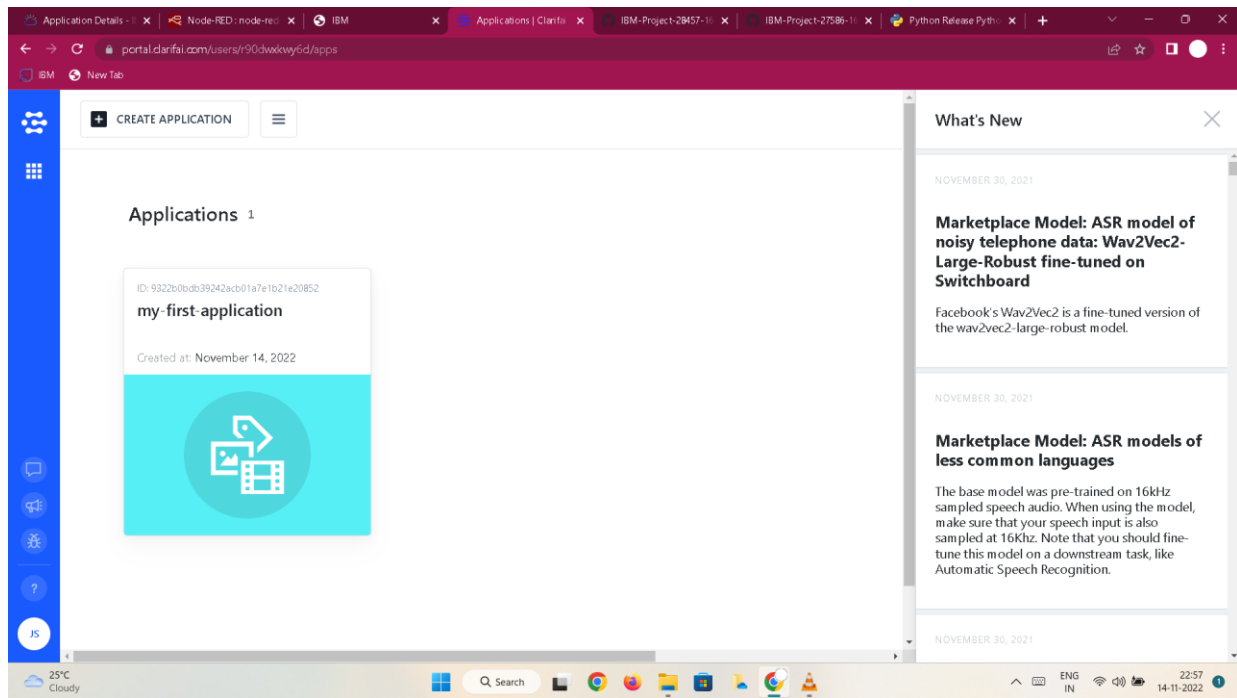 Application Details - I
Node-RED : node-red
IBM
Applications | Clarifai
IBM-Project-28457-16
IBM-Project-27586-16
Python Release Pytho
portal.clarifai.com/users/r90dwxkwy6d/apps
IBM
New Tab
CREATE APPLICATION
What's New
NOVEMBER 30, 2021
Applications 1
Marketplace Model: ASR model of
noisy telephone data: Wav2Vec2-
Large-Robust fine-tuned on
Switchboard
ID: 9322b0bdb39242acb01a7e1b21e20852
my-first-application
Facebook's Wav2Vec2 is a fine-tuned version of
the wav2vec2-large-robust model.
Created at: November 14, 2022
NOVEMBER 30, 2021
Marketplace Model: ASR models of
less common languages
The base model was pre-trained on 16kHz
sampled speech audio. When using the model,
make sure that your speech input is also
sampled at 16Khz. Note that you should fine-
tune this model on a downstream task, like
Automatic Speech Recognition.
?
JS
NOVEMBER 30, 2021
25°C
Cloudy
Search
ENG
IN
22:57
14-11-2022
1